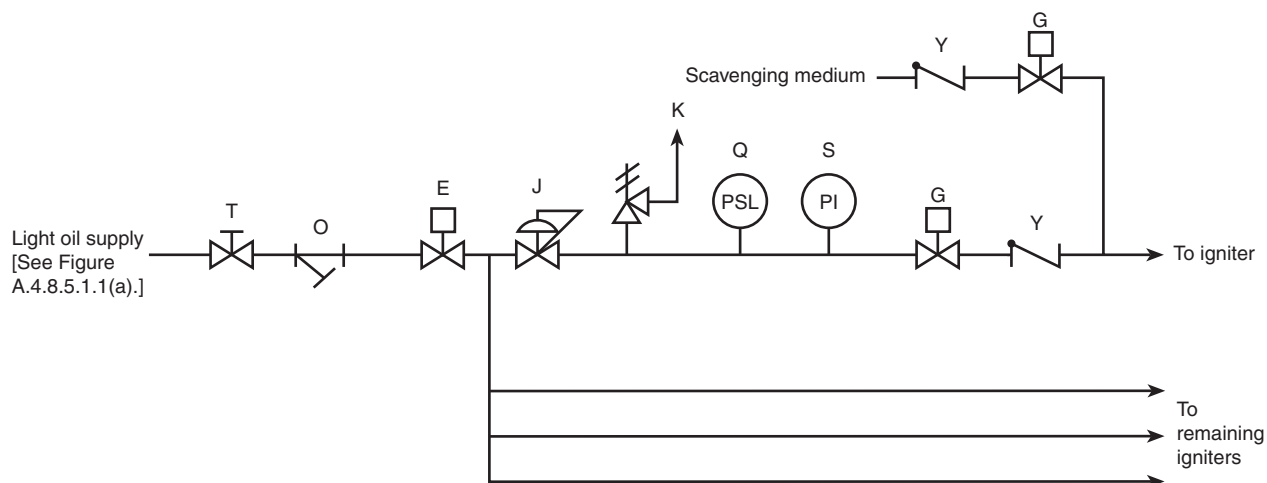 G
Y
Scavenging medium
K
Q
S
E
J
G
T
O
PSL
PI
Y
Light oil supply
[See Figure
A.4.8.5.1.1(a).]
To igniter
To
remaining
igniters